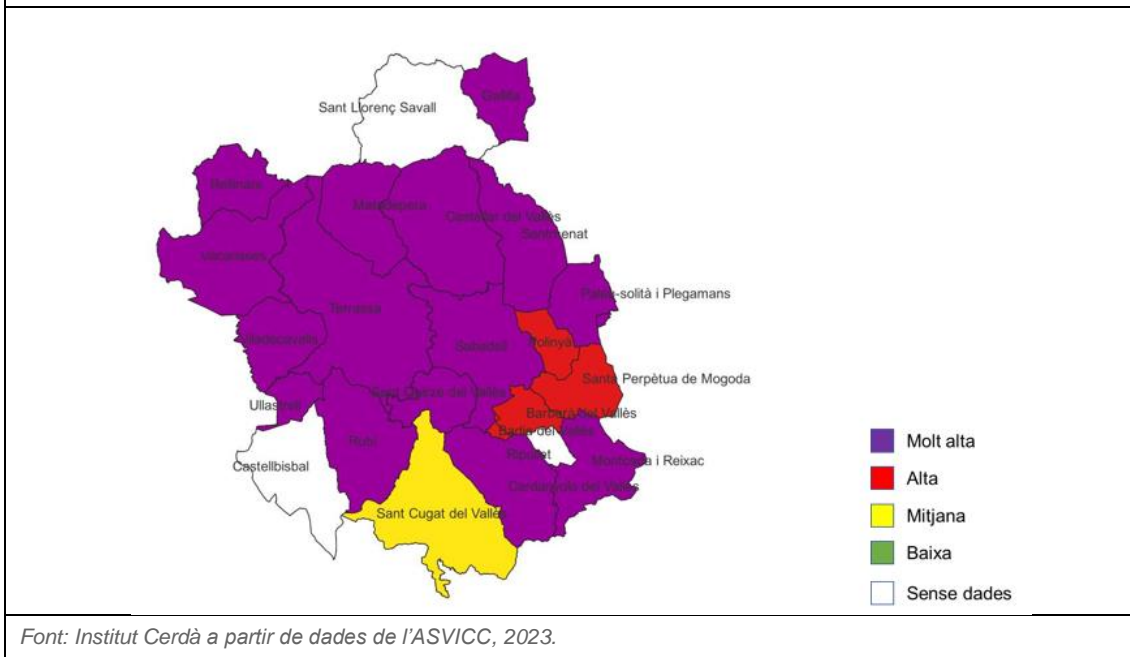 Gallifa
Sant Llorenç Savall
Rellinars
Matadepera
Castellar del Vallès
Sentmenat
Vacarisses
Palau-solità i Plegamans
Terrassa
Viladecavalls
Sabadell
Polinyà
Santa Perpètua de Mogoda
Sant Quirze del Vallès
Ullastrell
Barbarà del Vallès
Badia del Vallès
Rubí
Ripollet
Montcada i Reixac
Castellbisbal
Cerdanyola del Vallès
Sant Cugat del Vallès
Molt alta
Alta
Mitjana
Baixa
Sense dades
Font: Institut Cerdà a partir de dades de l’ASVICC, 2023.